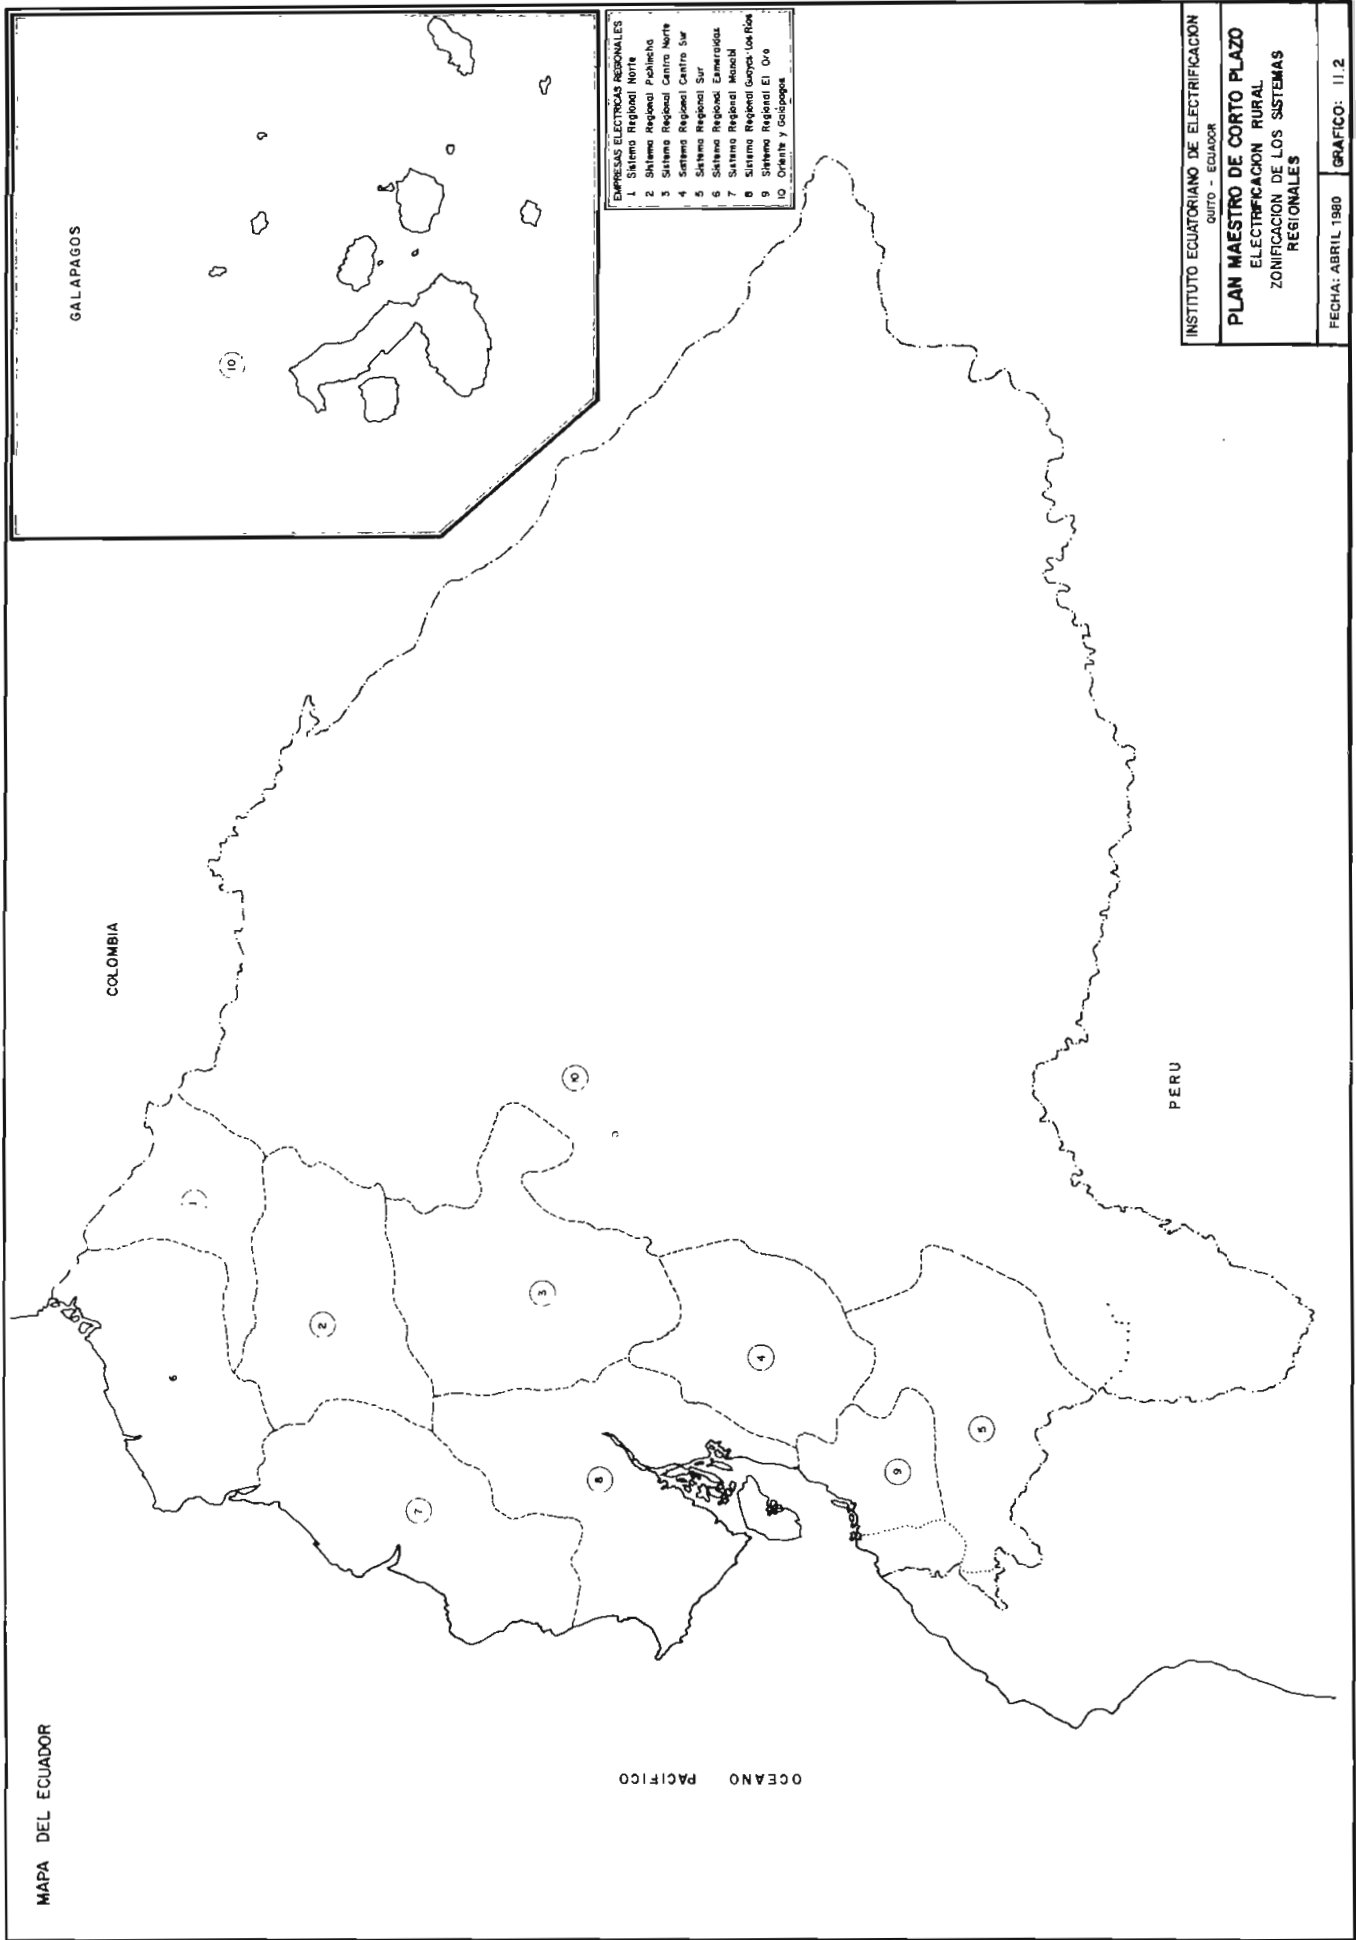 MAPA DEL ECUADOR
COLOMBIA
GALAPAGOS
10
EMPRESAS ELECTRICAS REGIONALES
1 Sistema Regional Norte
2 Sistema Regional Pichincha
3 Sistema Regional Centro Norte
4 Sistema Regional Centro Sur
5 Sistema Regional Sur
6 Sistema Regional Esmeraldas
7 Sistema Regional Manabí
8 Sistema Regional Guayas-Los Ríos
9 Sistema Regional El Oro
10 Oriente y Galápagos
1
6
2
10
3
7
8
4
9
5
OCEANO PACIFICO
PERU
INSTITUTO ECUATORIANO DE ELECTRIFICACION
QUITO - ECUADOR
PLAN MAESTRO DE CORTO PLAZO
ELECTRIFICACION RURAL
ZONIFICACION DE LOS SISTEMAS
REGIONALES
FECHA: ABRIL 1980
GRAFICO: 11.2